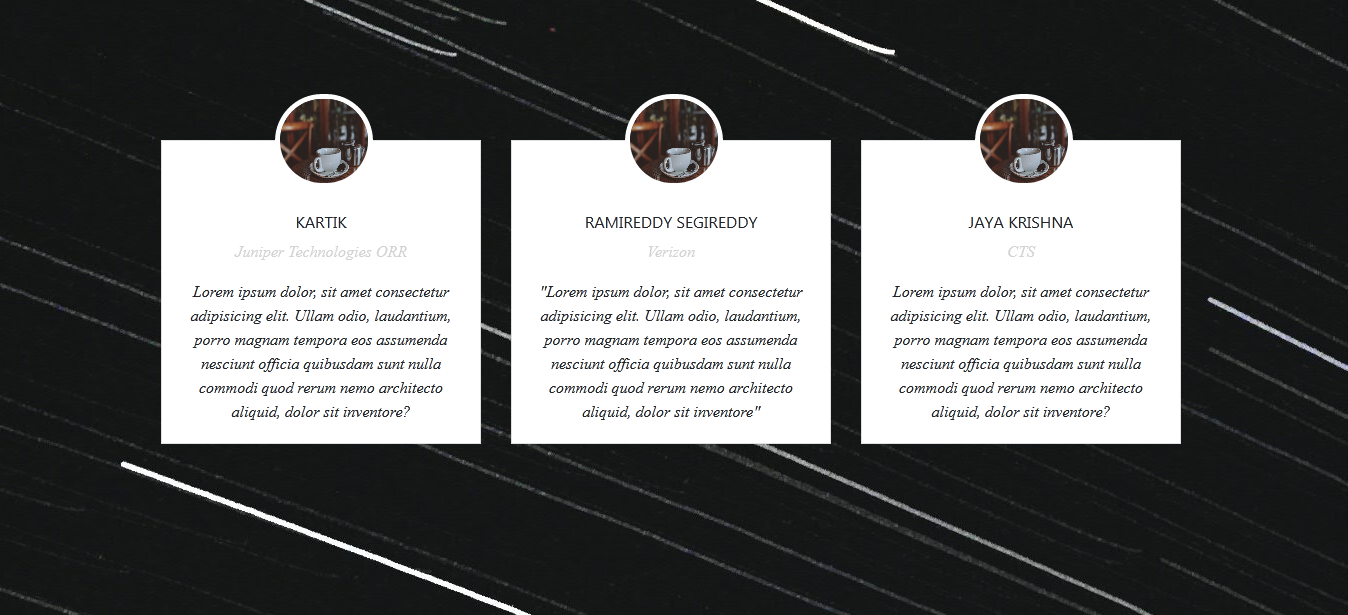 KARTIK
Juniper Technologies ORR
Lorem ipsum dolor, sit amet consectetur
adipisicing elit. Ullam odio, laudantium,
porro magnam tempora eos assumenda
nesciunt officia quibusdam sunt nulla
commodi quod rerum nemo architecto
aliquid, dolor sit inventore?
RAMIREDDY SEGIREDDY
Verizon
"Lorem ipsum dolor, sit amet consectetur
adipisicing elit. Ullam odio, laudantium,
porro magnam tempora eos assumenda
nesciunt officia quibusdam sunt nulla
commodi quod rerum nemo architecto
aliquid, dolor sit inventore"
JAYA KRISHNA
CTS
Lorem ipsum dolor, sit amet consectetur
adipisicing elit. Ullam odio, laudantium,
porro magnam tempora eos assumenda
nesciunt officia quibusdam sunt nulla
commodi quod rerum nemo architecto
aliquid, dolor sit inventore?